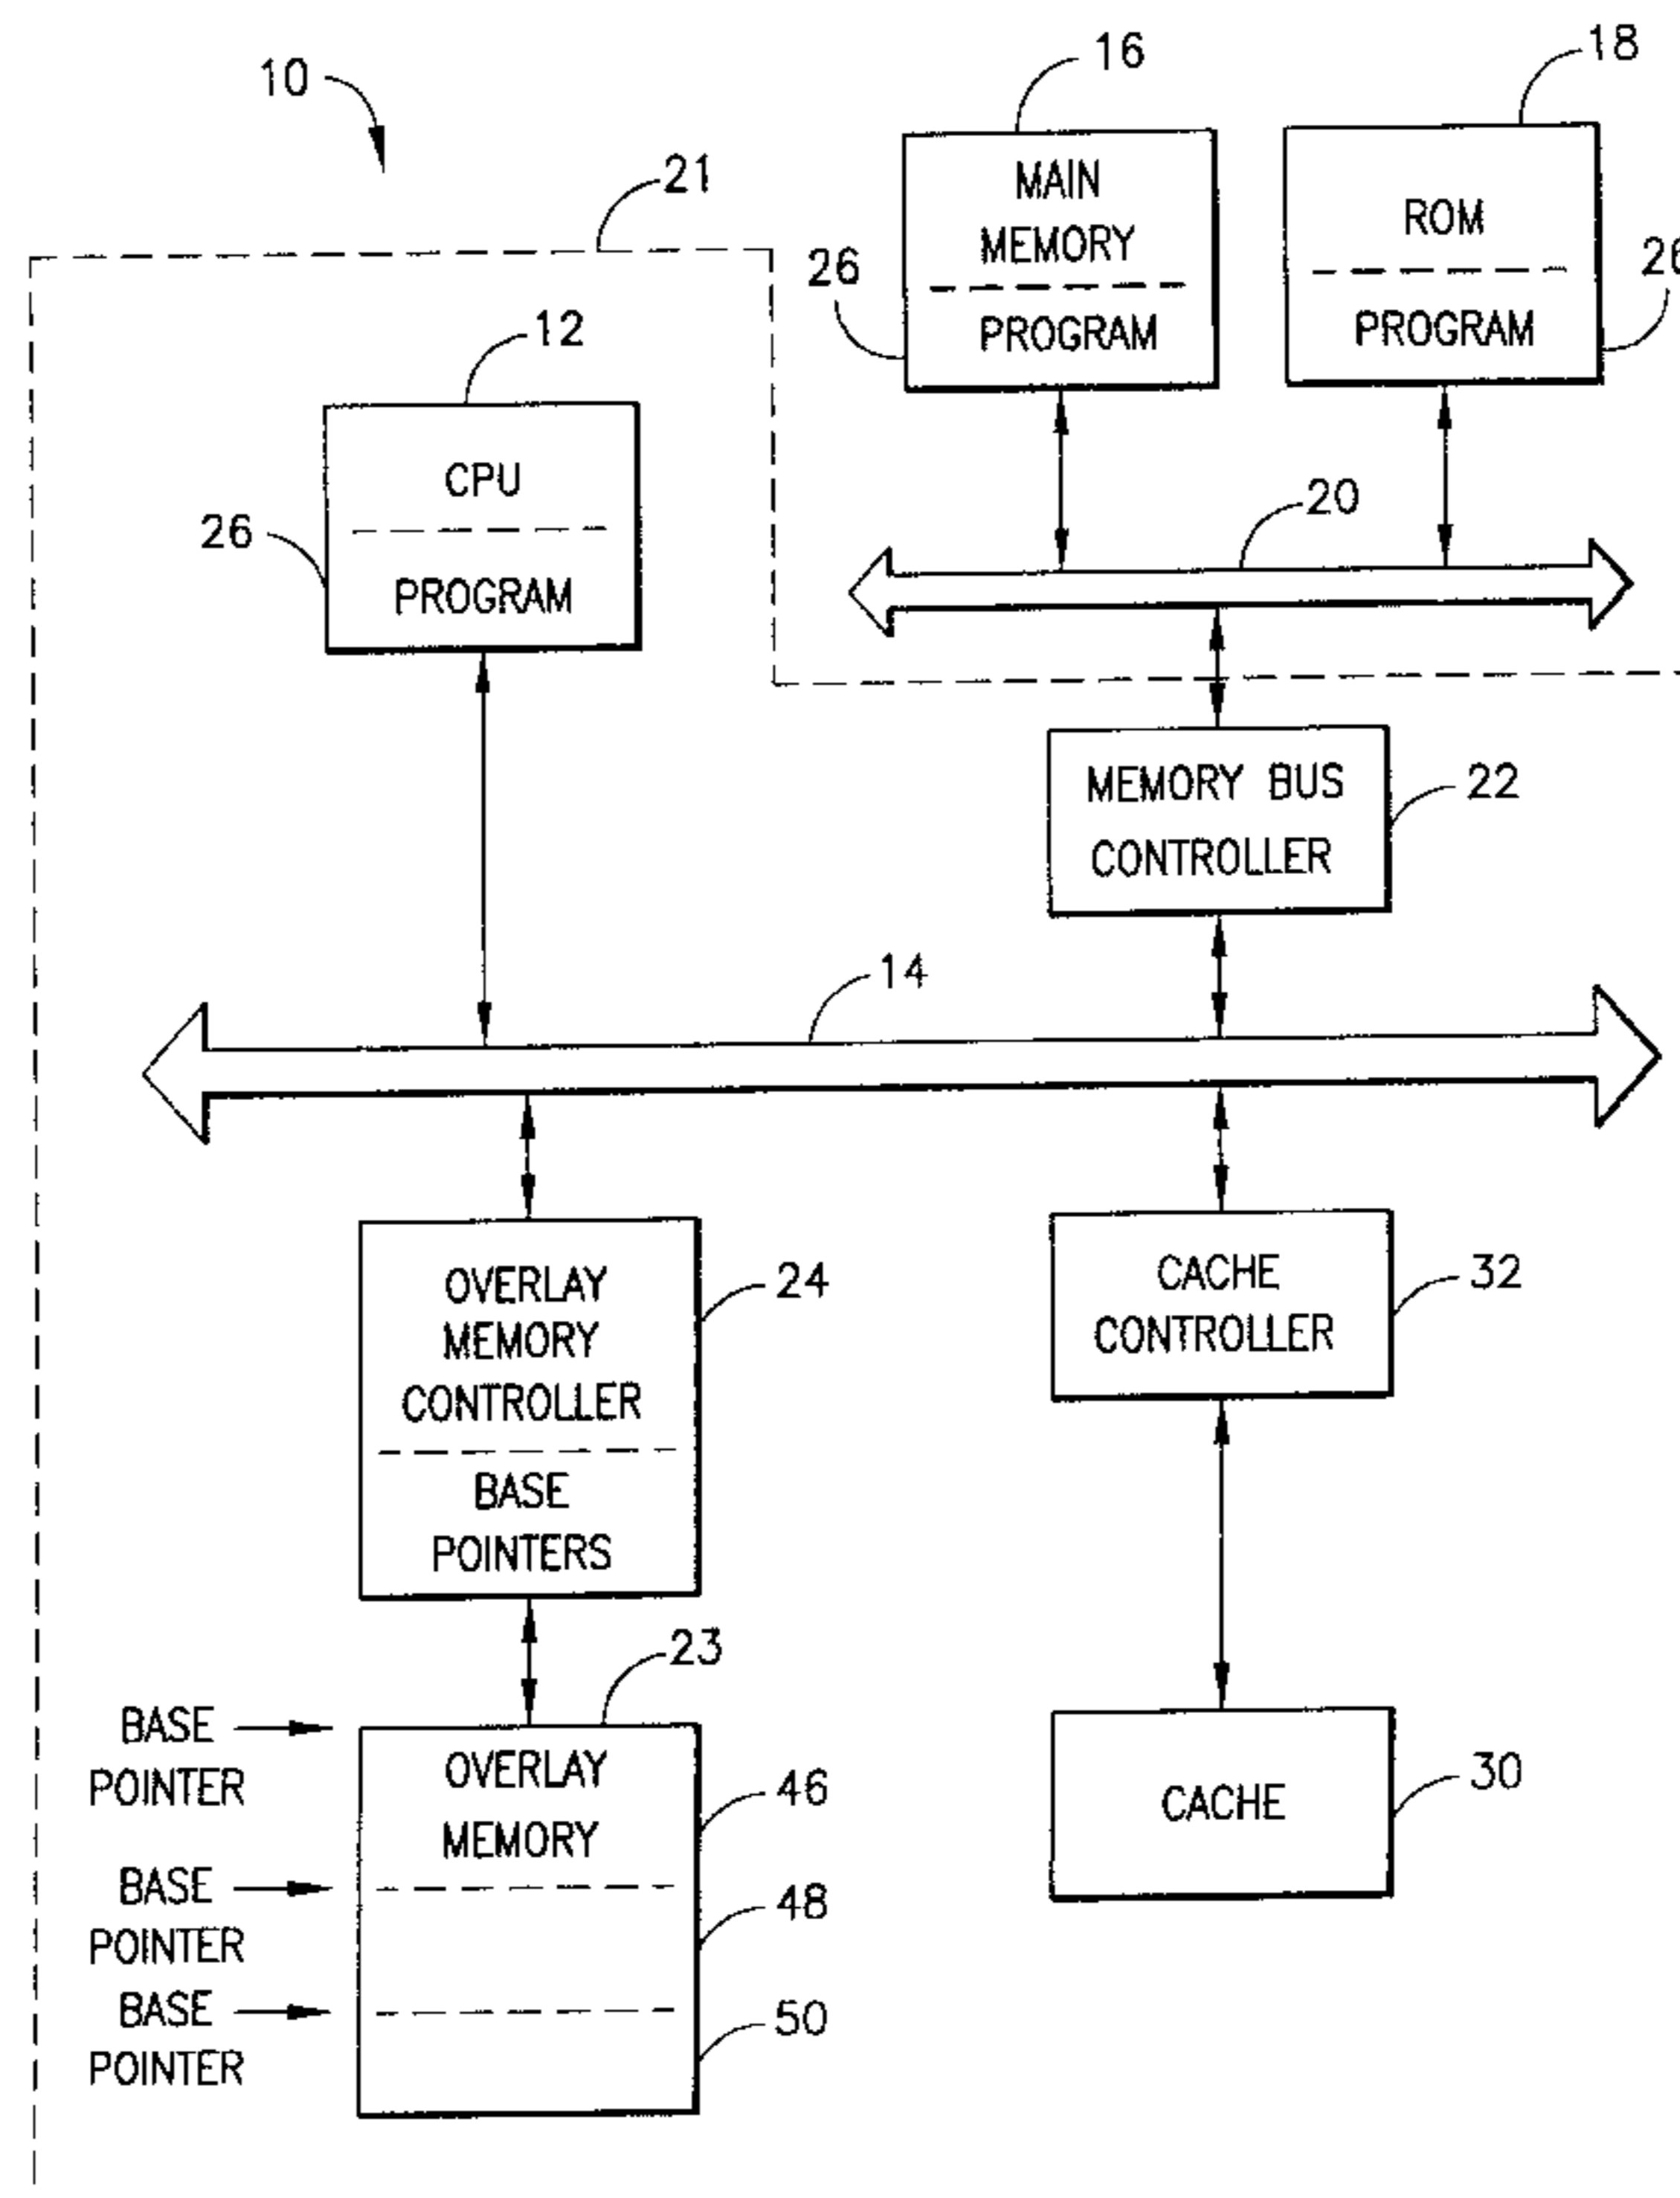 10
16
18
21
MAIN
MEMORY
PROGRAM
26
ROM
PROGRAM
26
12
CPU
PROGRAM
26
20
MEMORY BUS
CONTROLLER
22
14
OVERLAY
MEMORY
CONTROLLER
BASE
POINTERS
24
CACHE
CONTROLLER
32
23
BASE
POINTER
OVERLAY
MEMORY
46
BASE
POINTER
48
BASE
POINTER
50
CACHE
30